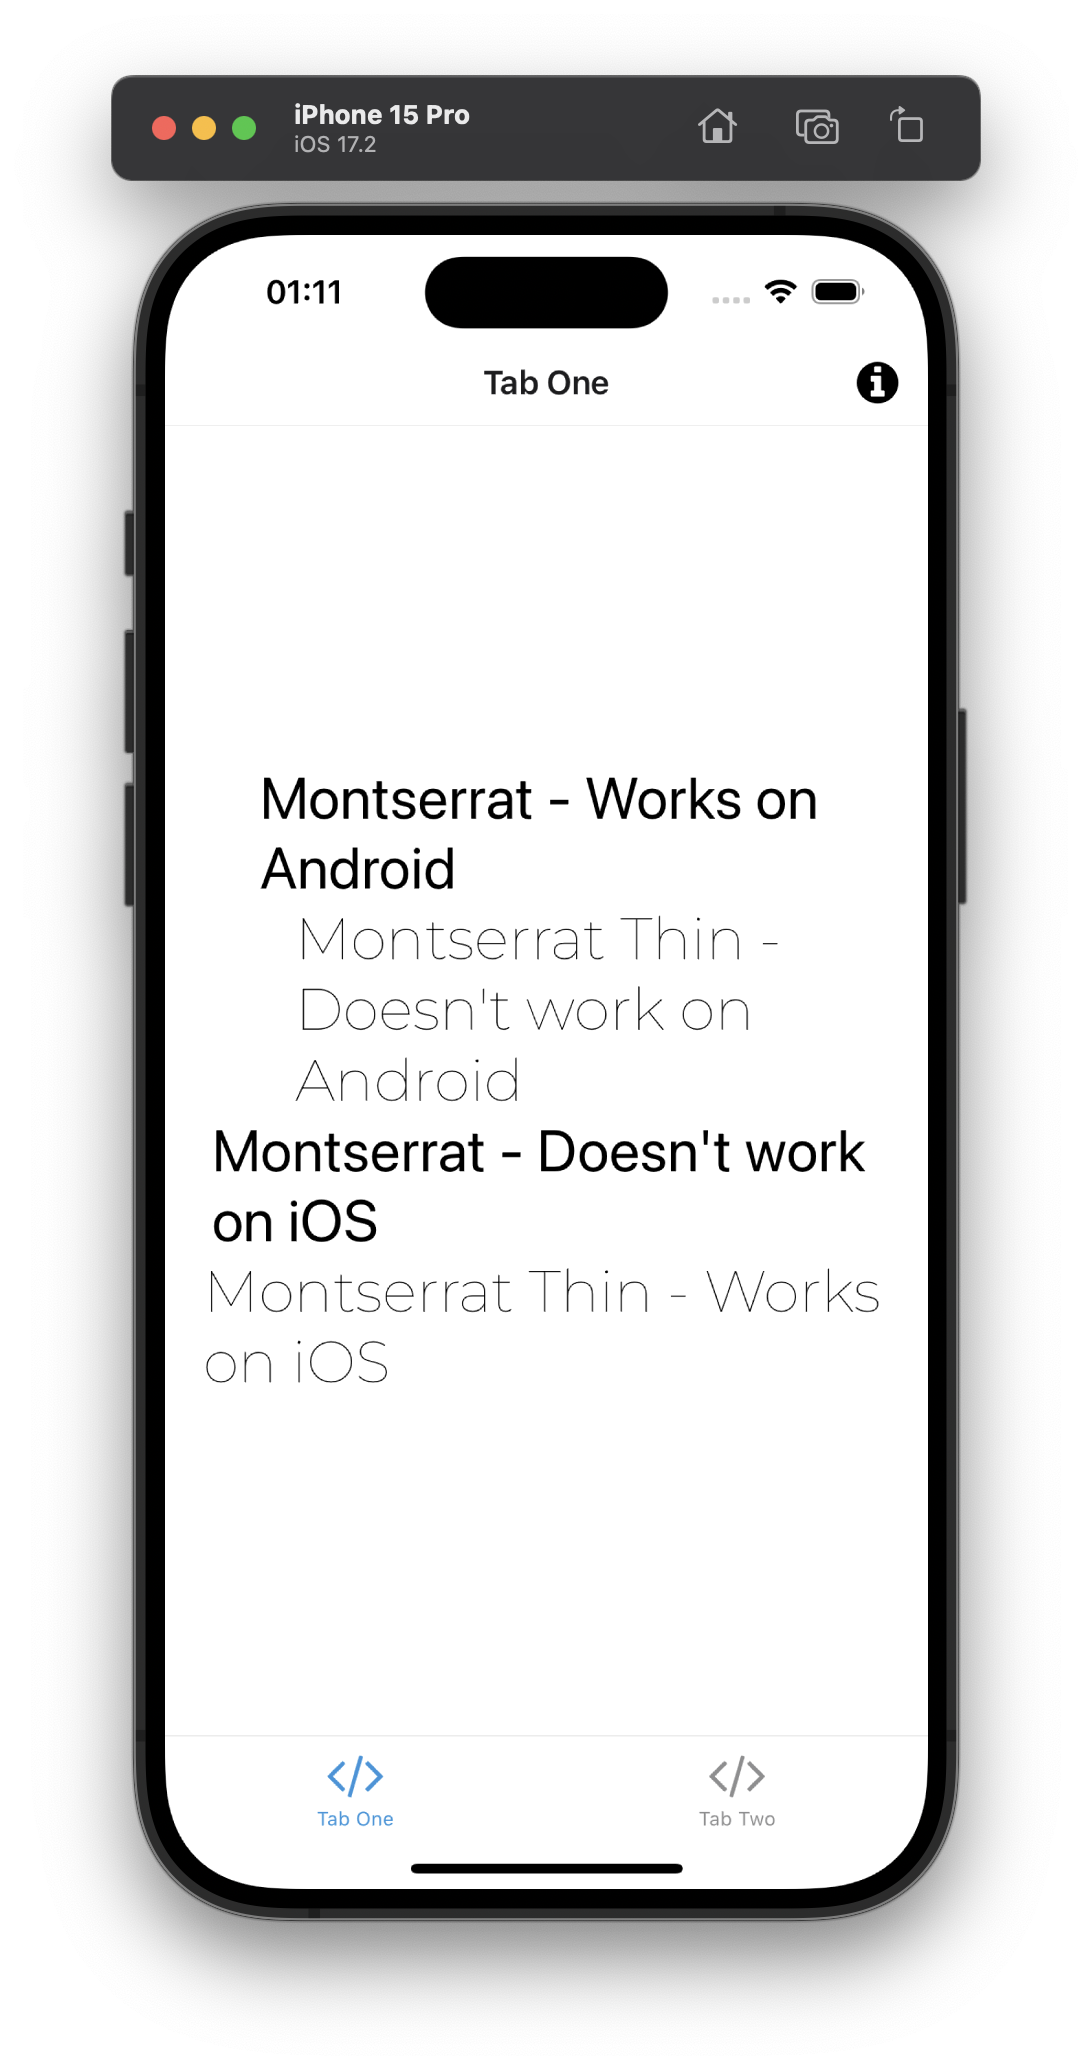 iPhone 15 Pro
iOS 17.2
01:11
Tab One
Montserrat - Works on
Android
Montserrat Thin -
Doesn't work on
Android
Montserrat - Doesn't work
on iOS
Montserrat Thin - Works
on iOS
Tab One
Tab Two